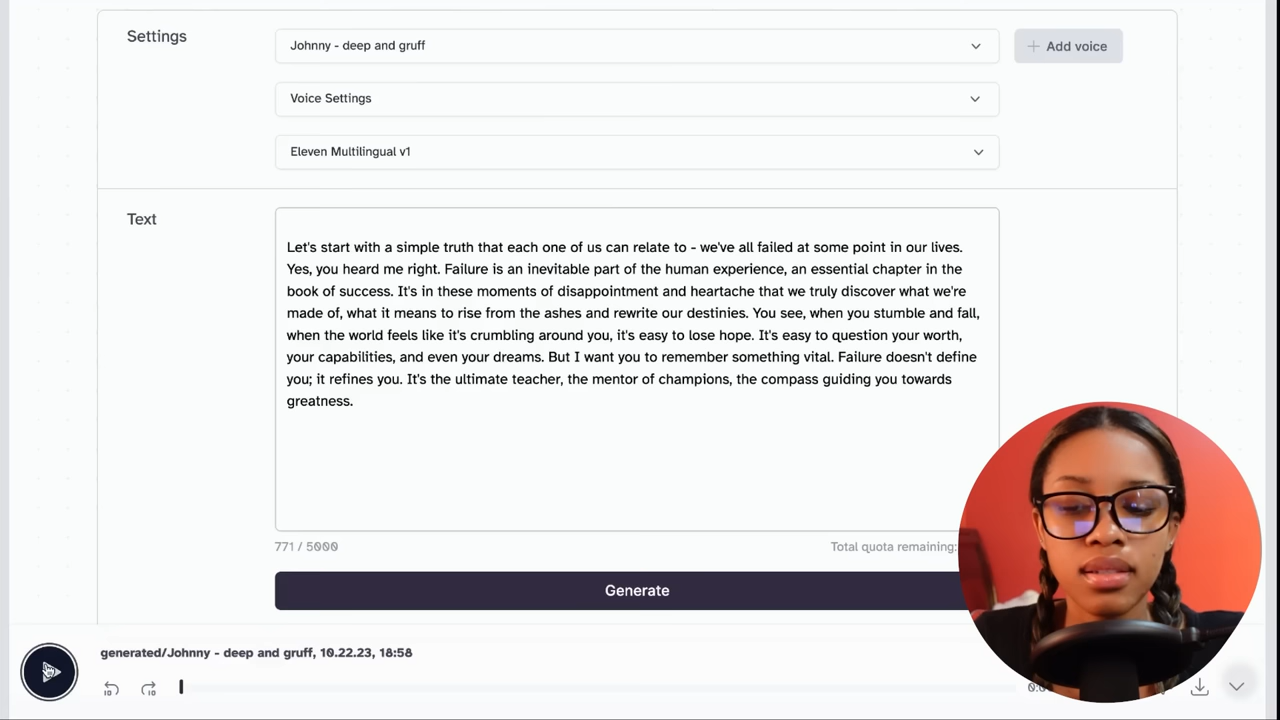 Settings
Johnny - deep and gruff
+ Add voice
Voice Settings
Eleven Multilingual v1
Text
Let's start with a simple truth that each one of us can relate to - we've all failed at some point in our lives.
Yes, you heard me right. Failure is an inevitable part of the human experience, an essential chapter in the
book of success. It's in these moments of disappointment and heartache that we truly discover what we're
made of, what it means to rise from the ashes and rewrite our destinies. You see, when you stumble and fall,
when the world feels like it's crumbling around you, it's easy to lose hope. It's easy to question your worth,
your capabilities, and even your dreams. But I want you to remember something vital. Failure doesn't define
you; it refines you. It's the ultimate teacher, the mentor of champions, the compass guiding you towards
greatness.
771 / 5000
Total quota remaining:
Generate
generated/Johnny - deep and gruff, 10.22.23, 18:58
10
10